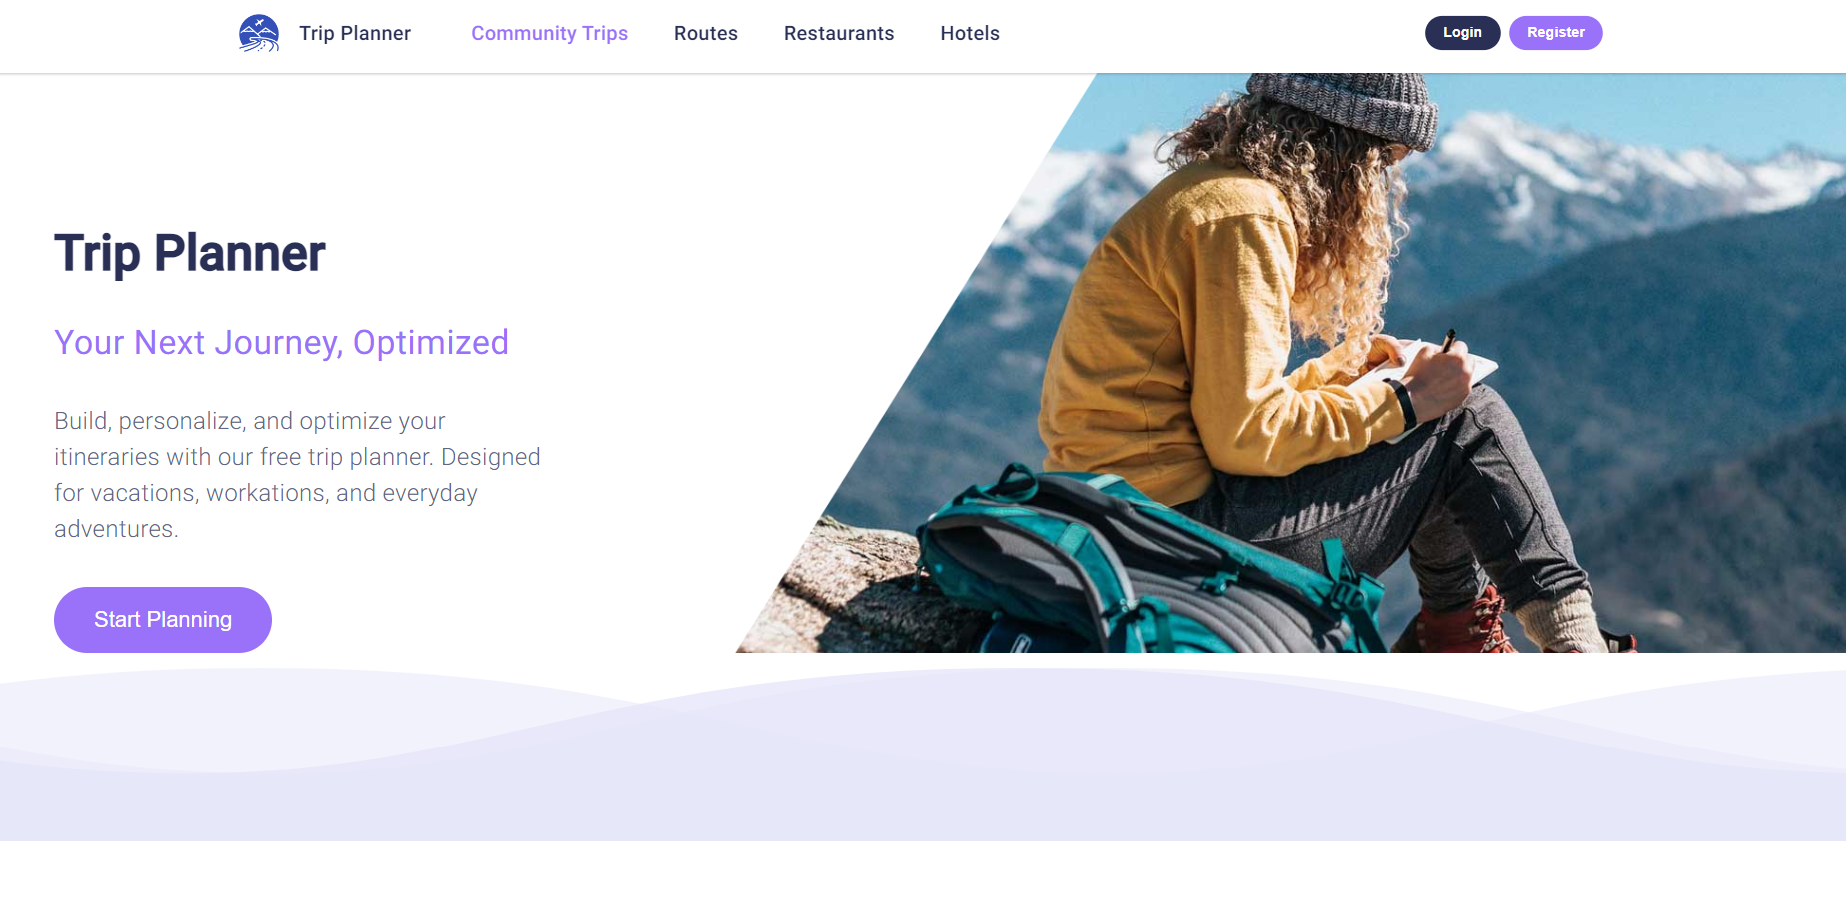 Trip Planner
Community Trips
Routes
Restaurants
Hotels
Login
Register
Trip Planner
Your Next Journey, Optimized
Build, personalize, and optimize your
itineraries with our free trip planner. Designed
for vacations, workations, and everyday
adventures.
Start Planning